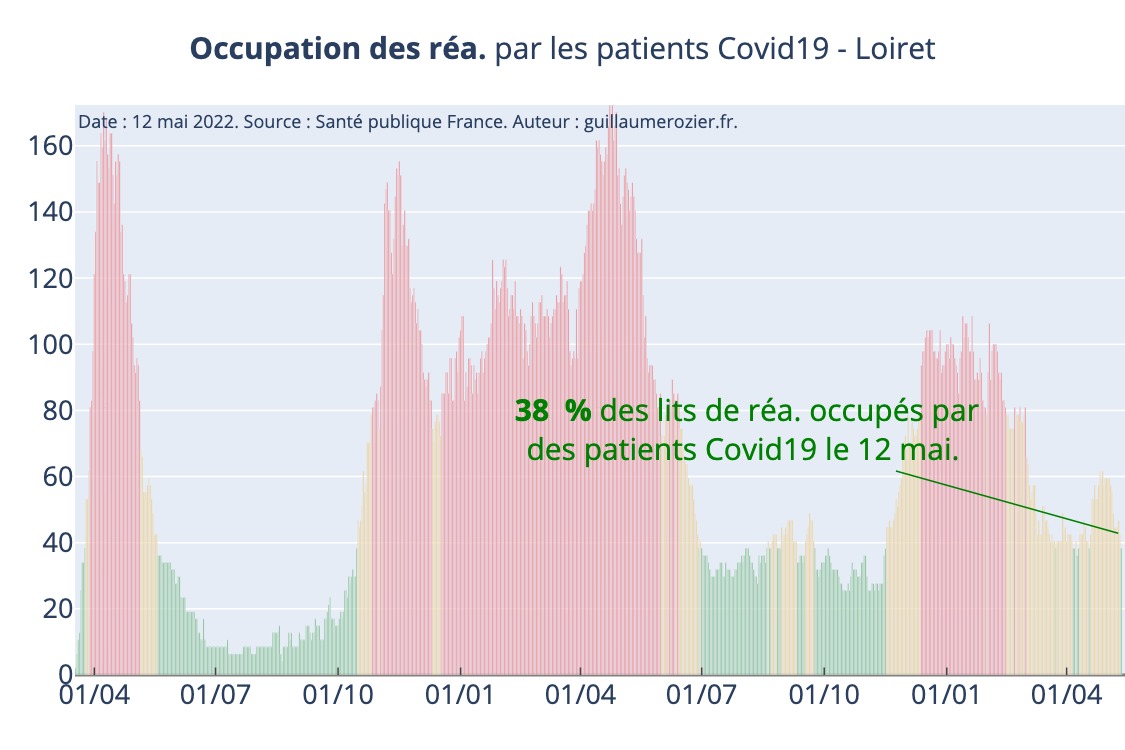 Occupation des réa. par les patients Covid19 - Loiret
Date : 12 mai 2022. Source : Santé publique France. Auteur : guillaumerozier.fr.
160
140
120
100
80
60
40
20
0
38 % des lits de réa. occupés par
des patients Covid19 le 12 mai.
01/04 01/07 01/10 01/01 01/04 01/07 01/10 01/01 01/04